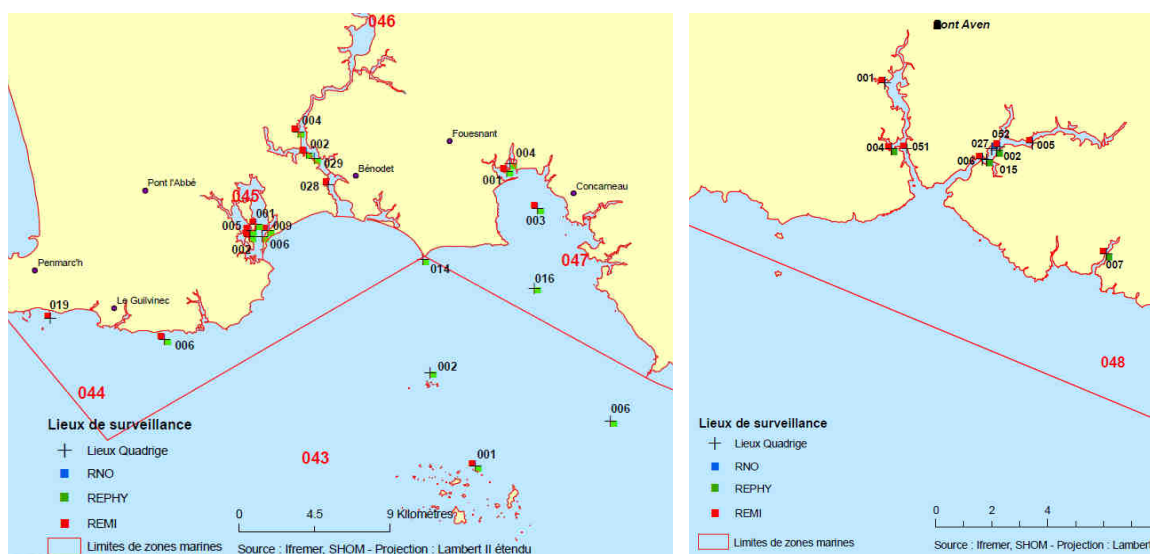 046
004
002
029
028
Bénodet
Fouesnant
004
001
Concarneau
003
Pont l'Abbé
045
001
005
009
002
006
Penmarc'h
014
047
016
019
Le Guilvinec
006
002
044
006
043
001
Lieux de surveillance
Lieux Quadrige
RNO
REPHY
REMI
Limites de zones marines
0 4.5 9 Kilomètres
Source : Ifremer, SHOM - Projection : Lambert II étendu
ont Aven
001
004
051
052
027
005
006
002
015
007
048
Lieux de surveillance
Lieux Quadrige
RNO
REPHY
REMI
Limites de zones marines
0 2 4
Source : Ifremer, SHOM - Projection : Lambert